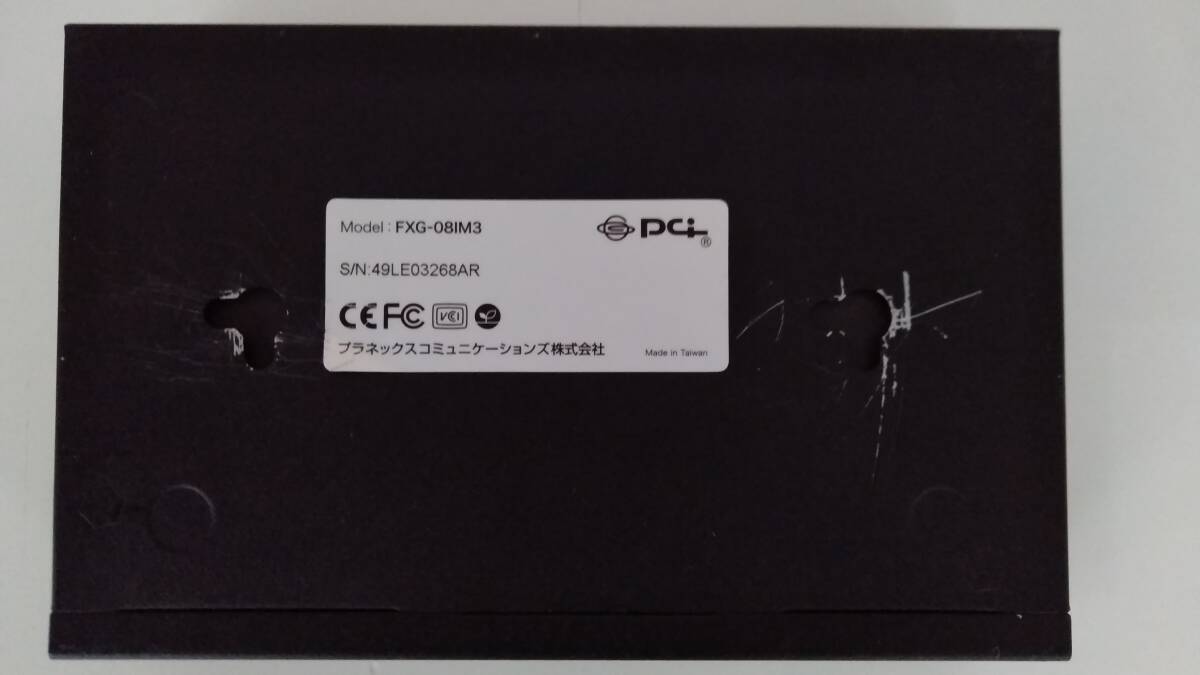 Model : FXG-08IM3
PCi®
S/N:49LE03268AR
CE FC VCI
プラネックスコミュニケーションズ株式会社
Made in Taiwan